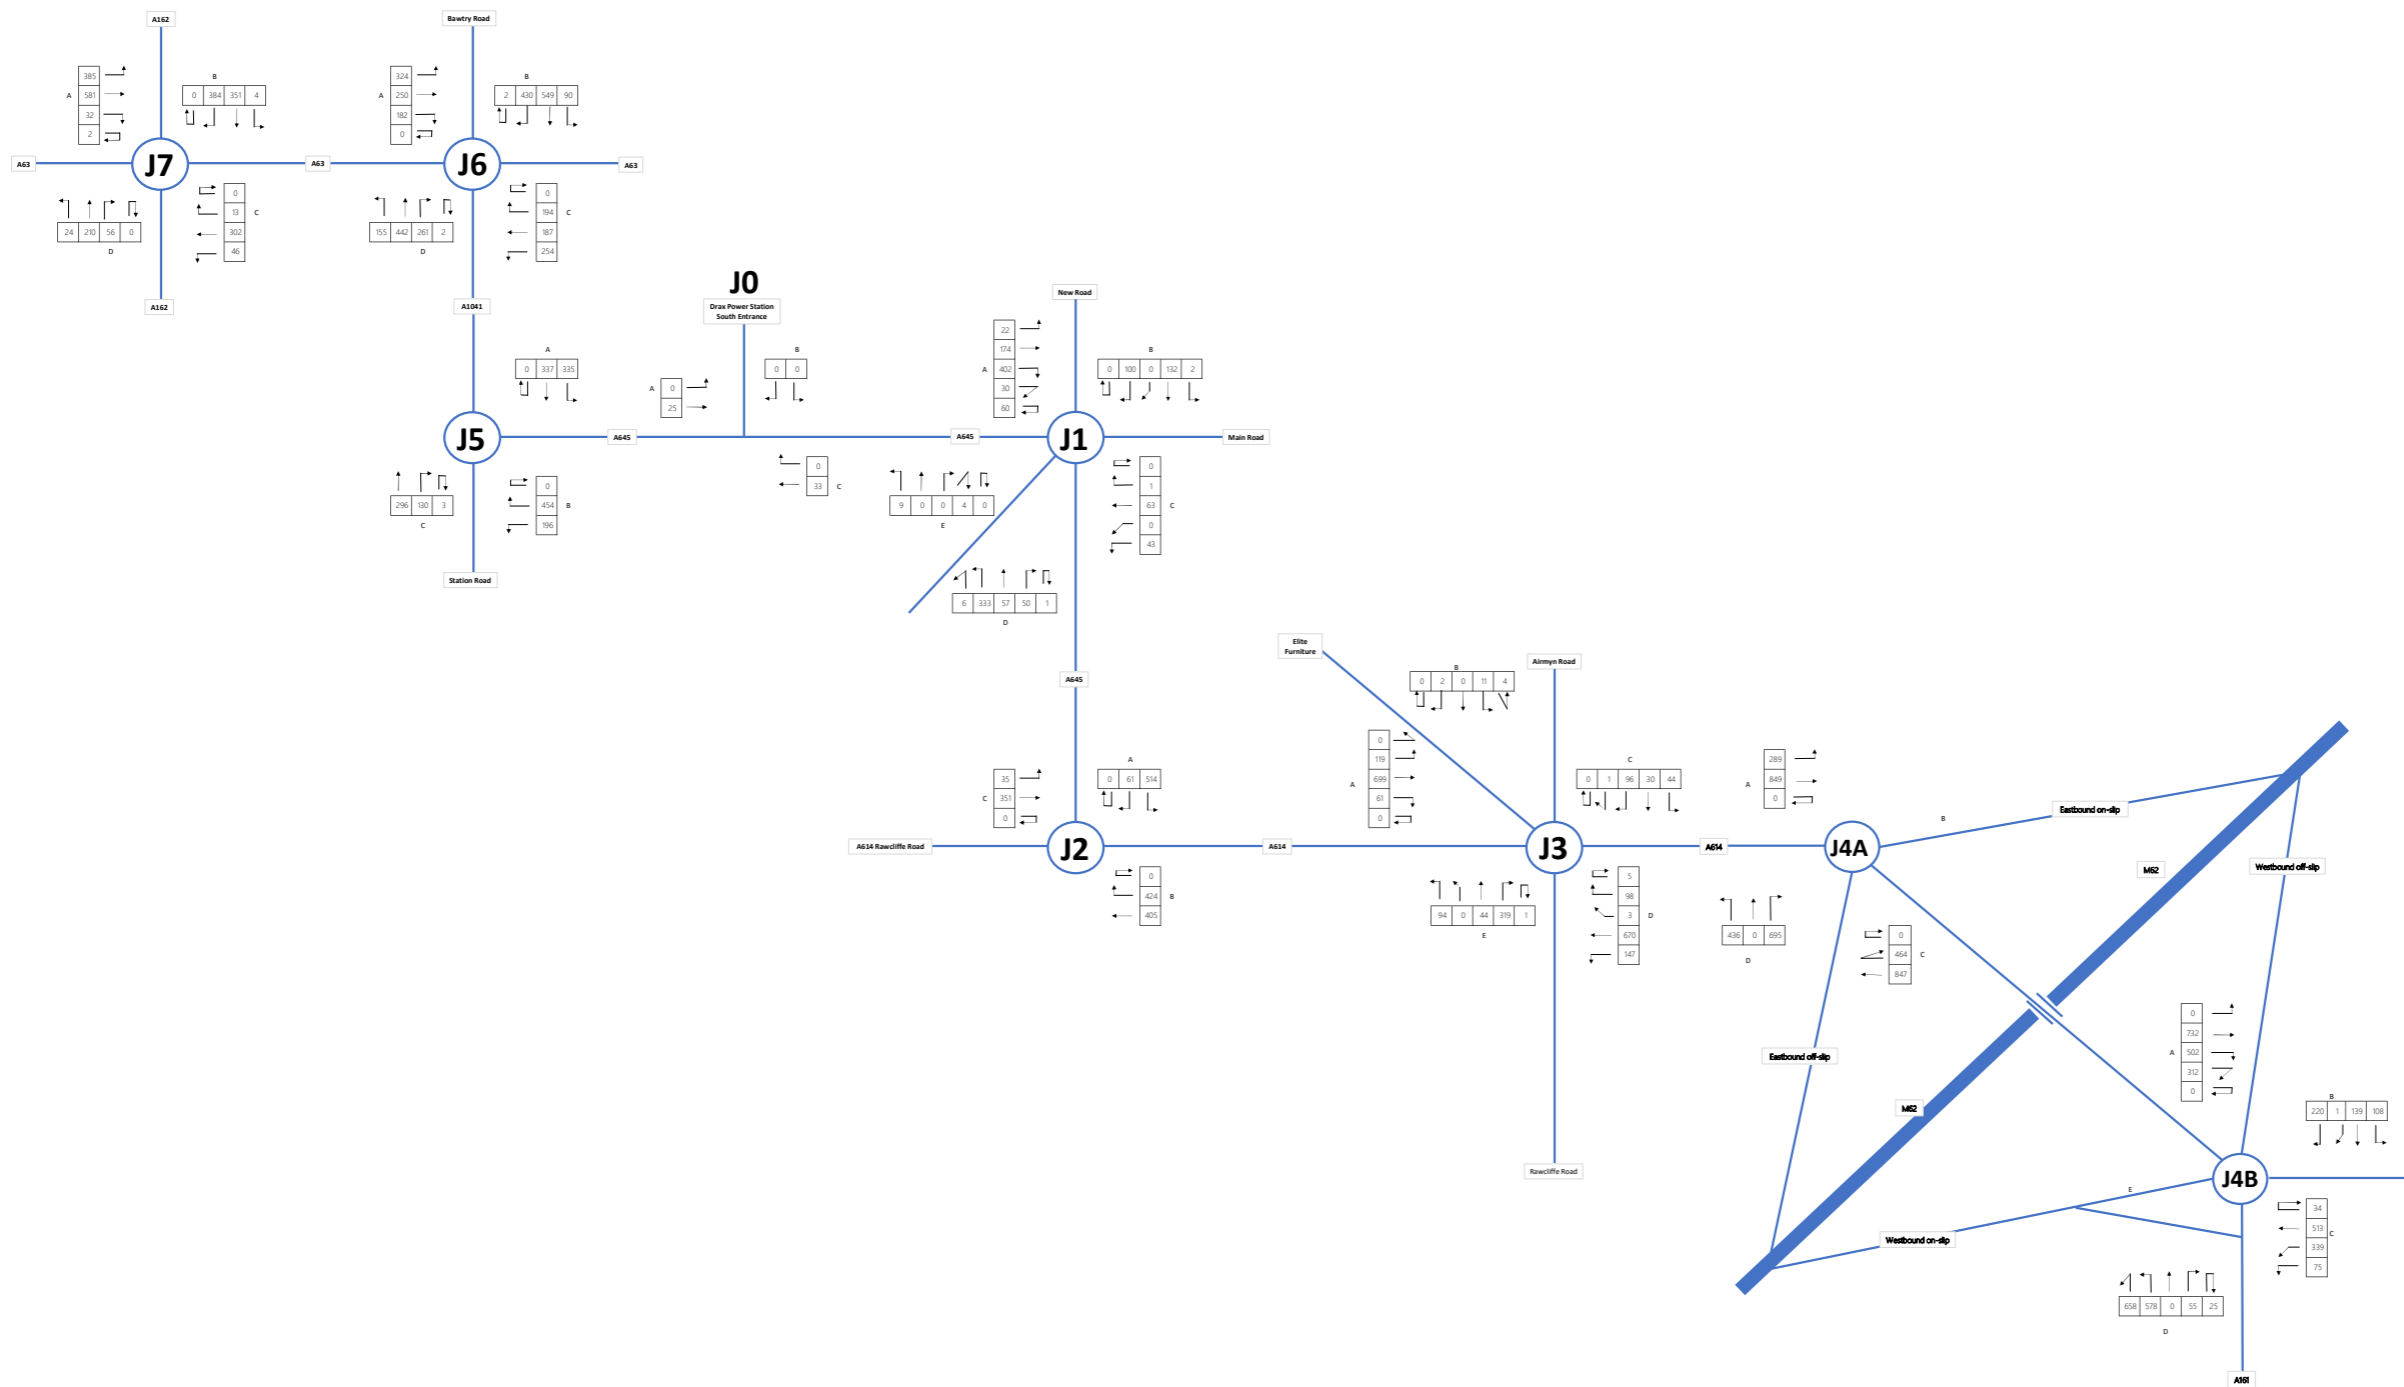 A162
Bawtry Road
A
385
581
32
2
B
0 384 351 4
A
324
250
182
0
B
2 430 549 90
A63
J7
A63
J6
A63
24 210 56 0
D
0
13
302
46
C
155 442 261 2
D
0
194
187
254
C
A162
A1041
J0
Drax Power Station
South Entrance
New Road
A
0 337 335
A
0
25
B
0 0
A
22
174
402
30
60
B
0 100 0 132 2
J5
A645
A645
J1
Main Road
296 130 3
C
0
454
196
B
0
33
C
9 0 0 4 0
E
0
1
63
0
43
C
Station Road
6 333 57 50 1
D
Elite
Furniture
Airmyn Road
A645
B
0 2 0 11 4
C
35
351
0
A
0 61 514
A
0
119
699
61
0
C
0 1 96 30 44
A
289
849
0
A614 Rawcliffe Road
J2
A614
J3
A614
J4A
B
Eastbound on-slip
M62
Westbound off-slip
0
424
405
B
94 0 44 319 1
E
5
98
3
670
147
D
436 0 695
D
0
464
847
C
Eastbound off-slip
M62
A
0
732
502
312
0
B
220 1 139 108
Rawcliffe Road
J4B
E
Westbound on-slip
34
513
339
75
C
658 578 0 55 25
D
A161